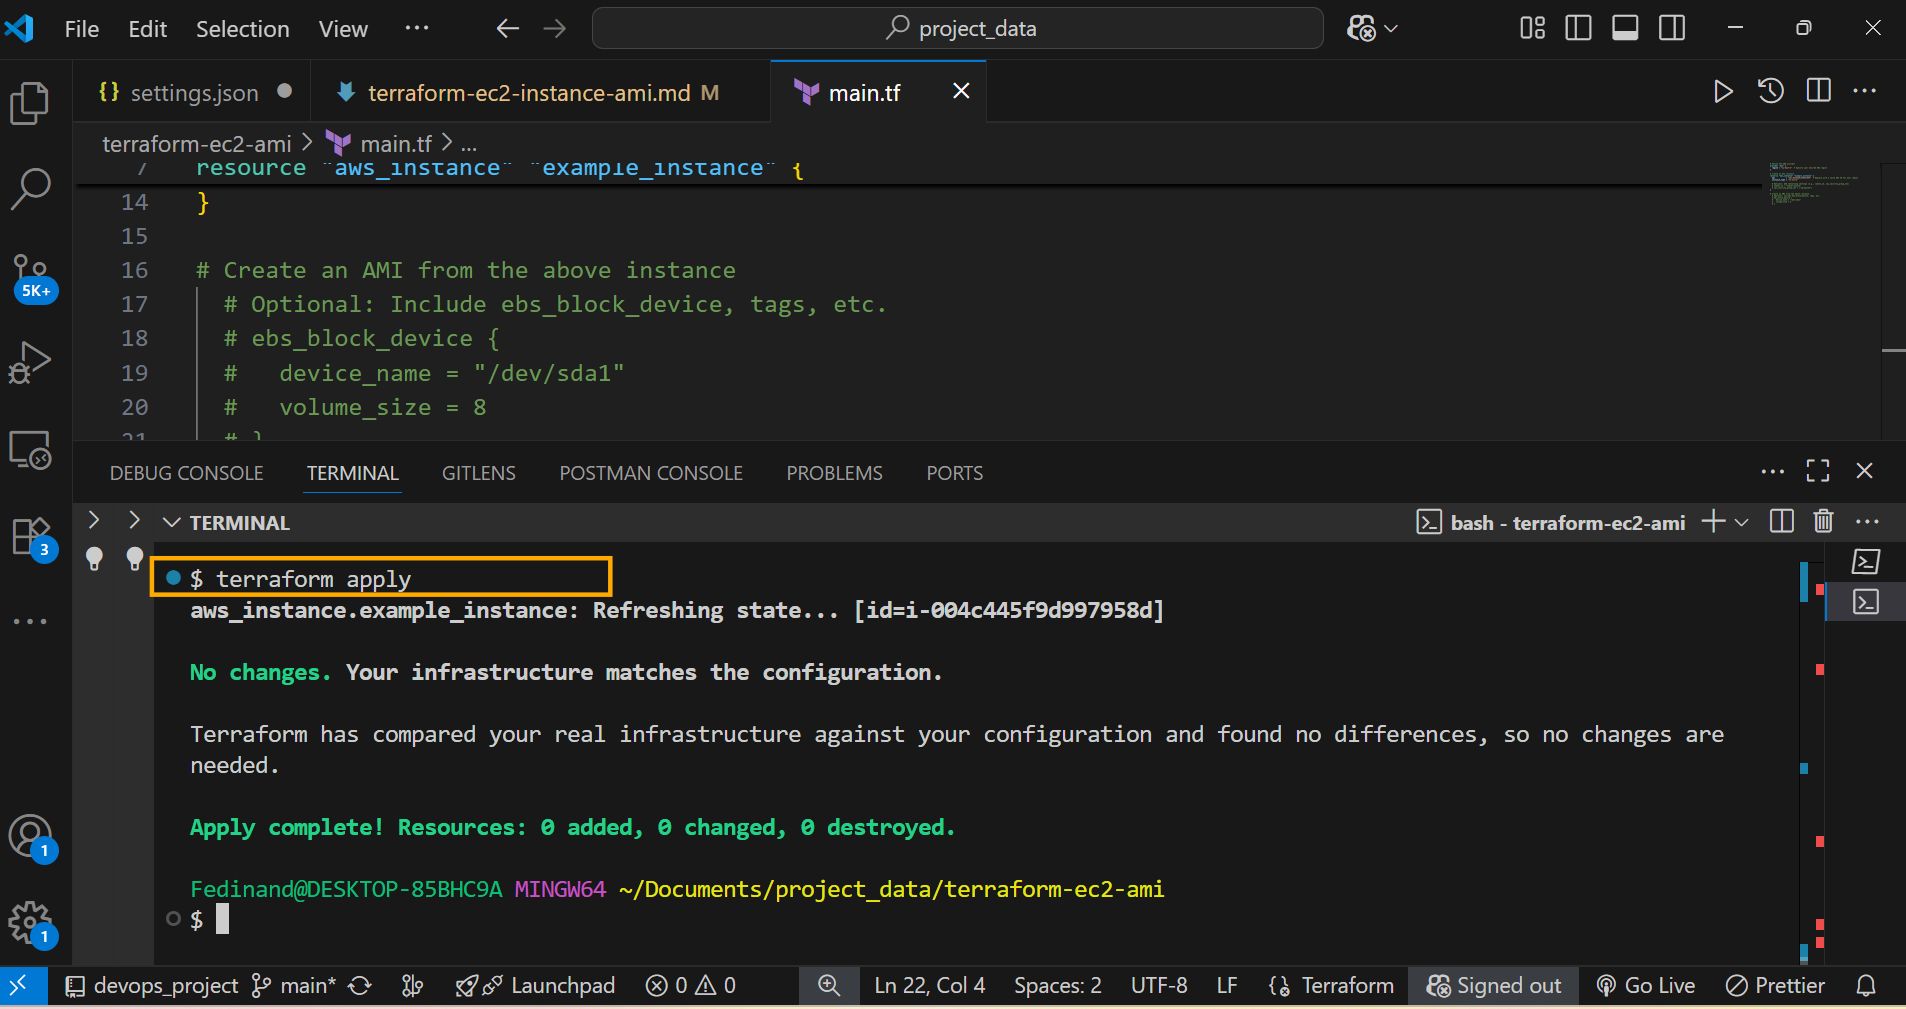 File Edit Selection View ··· project_data
{} settings.json ● terraform-ec2-instance-ami.md M main.tf
terraform-ec2-ami > main.tf > ...
7 resource "aws_instance" "example_instance" {
14 }
15
16 # Create an AMI from the above instance
17 # Optional: Include ebs_block_device, tags, etc.
18 # ebs_block_device {
19 #   device_name = "/dev/sda1"
20 #   volume_size = 8
21 # }
DEBUG CONSOLE TERMINAL GITLENS POSTMAN CONSOLE PROBLEMS PORTS
TERMINAL bash - terraform-ec2-ami
$ terraform apply
aws_instance.example_instance: Refreshing state... [id=i-004c445f9d997958d]
No changes. Your infrastructure matches the configuration.
Terraform has compared your real infrastructure against your configuration and found no differences, so no changes are
needed.
Apply complete! Resources: 0 added, 0 changed, 0 destroyed.
Fedinand@DESKTOP-85BHC9A MINGW64 ~/Documents/project_data/terraform-ec2-ami
$
5K+
3
1
1
devops_project main* Launchpad 0 0 Ln 22, Col 4 Spaces: 2 UTF-8 LF {} Terraform Signed out Go Live Prettier